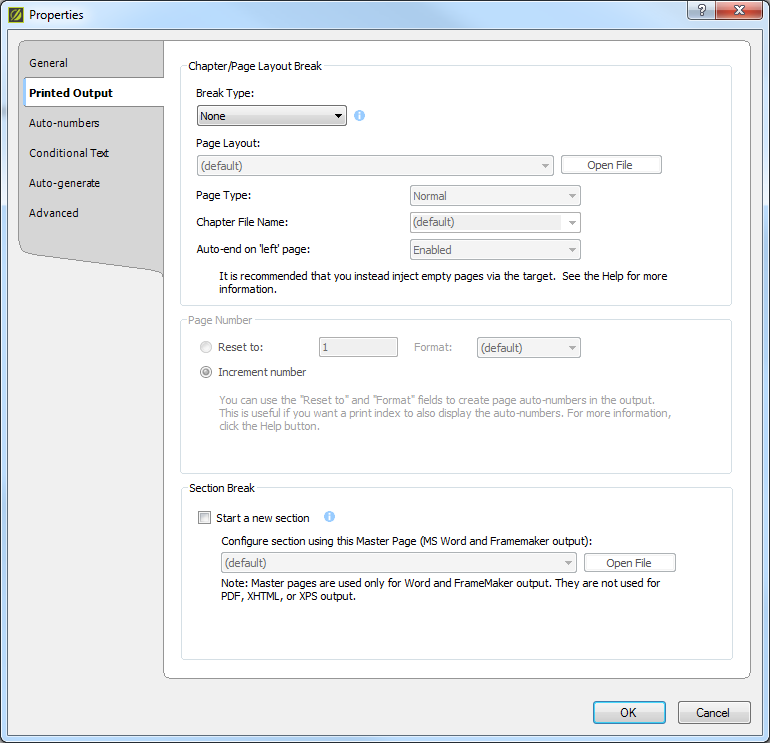 Properties
?
General
Printed Output
Auto-numbers
Conditional Text
Auto-generate
Advanced
Chapter/Page Layout Break
Break Type:
None
Page Layout:
(default)
Open File
Page Type:
Normal
Chapter File Name:
(default)
Auto-end on 'left' page:
Enabled
It is recommended that you instead inject empty pages via the target.  See the Help for more
information.
Page Number
Reset to:
1
Format:
(default)
Increment number
You can use the "Reset to" and "Format" fields to create page auto-numbers in the output.
This is useful if you want a print index to also display the auto-numbers. For more information,
click the Help button.
Section Break
Start a new section
Configure section using this Master Page (MS Word and Framemaker output):
(default)
Open File
Note: Master pages are used only for Word and FrameMaker output. They are not used for
PDF, XHTML, or XPS output.
OK
Cancel